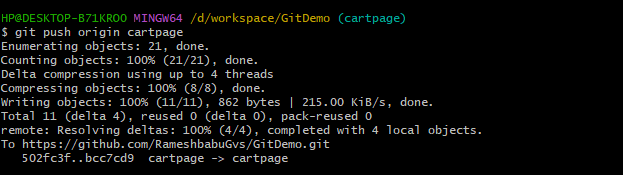 HP@DESKTOP-B71KROO MINGW64 /d/workspace/GitDemo (cartpage)
$ git push origin cartpage
Enumerating objects: 21, done.
Counting objects: 100% (21/21), done.
Delta compression using up to 4 threads
Compressing objects: 100% (8/8), done.
Writing objects: 100% (11/11), 862 bytes | 215.00 KiB/s, done.
Total 11 (delta 4), reused 0 (delta 0), pack-reused 0
remote: Resolving deltas: 100% (4/4), completed with 4 local objects.
To https://github.com/RameshbabuGvs/GitDemo.git
   502fc3f..bcc7cd9  cartpage -> cartpage